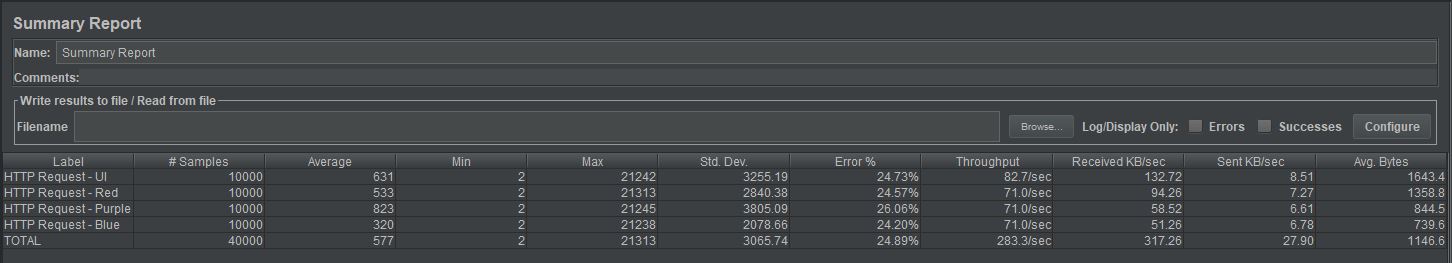 Summary Report
Name: Summary Report
Comments:
Write results to file / Read from file
Filename Browse... Log/Display Only: Errors Successes Configure
Label # Samples Average Min Max Std. Dev. Error % Throughput Received KB/sec Sent KB/sec Avg. Bytes
HTTP Request - UI 10000 631 2 21242 3255.19 24.73% 82.7/sec 132.72 8.51 1643.4
HTTP Request - Red 10000 533 2 21313 2840.38 24.57% 71.0/sec 94.26 7.27 1358.8
HTTP Request - Purple 10000 823 2 21245 3805.09 26.06% 71.0/sec 58.52 6.61 844.5
HTTP Request - Blue 10000 320 2 21238 2078.66 24.20% 71.0/sec 51.26 6.78 739.6
TOTAL 40000 577 2 21313 3065.74 24.89% 283.3/sec 317.26 27.90 1146.6